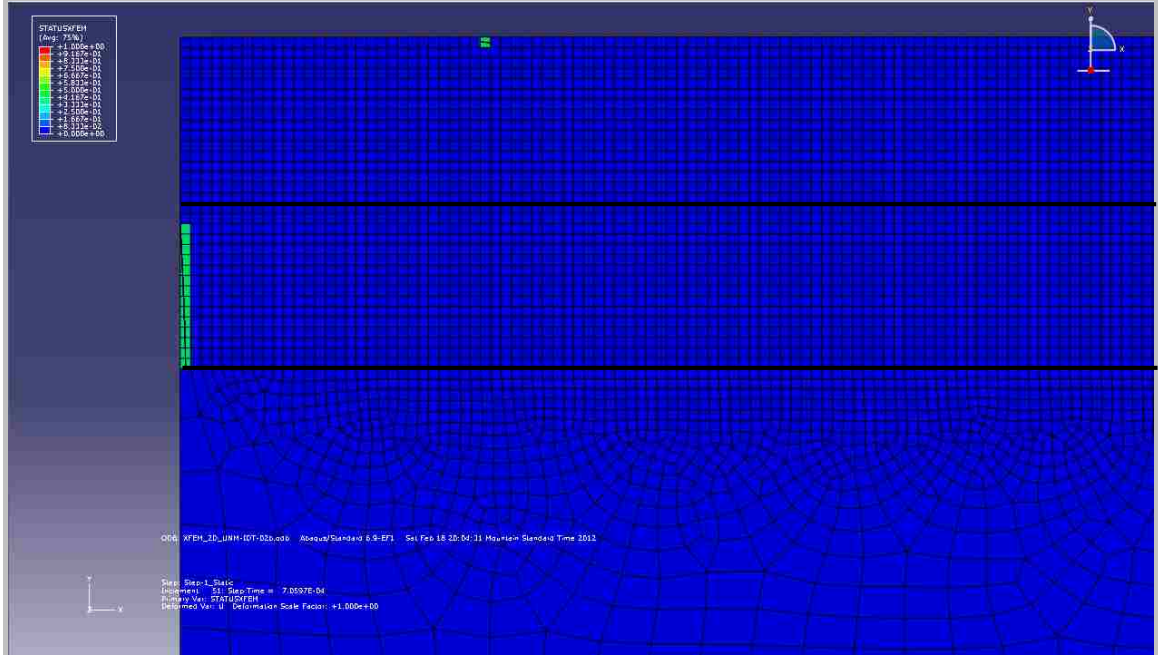 STATUSXFEM
(Avg: 75%)
+1.000e+00
+9.167e-01
+8.333e-01
+7.500e-01
+6.667e-01
+5.833e-01
+5.000e-01
+4.167e-01
+3.333e-01
+2.500e-01
+1.667e-01
+8.333e-02
+0.000e+00
Y
X
ODB: XFEM_2D_UNM-IDT-02b.odb Abaqus/Standard 6.9-EF1 Sat Feb 18 20:04:31 Mountain Standard Time 2012
Y
Z X
Step: Step-1_Static
Increment 51: Step Time = 7.0597E-04
Primary Var: STATUSXFEM
Deformed Var: U Deformation Scale Factor: +1.000e+00